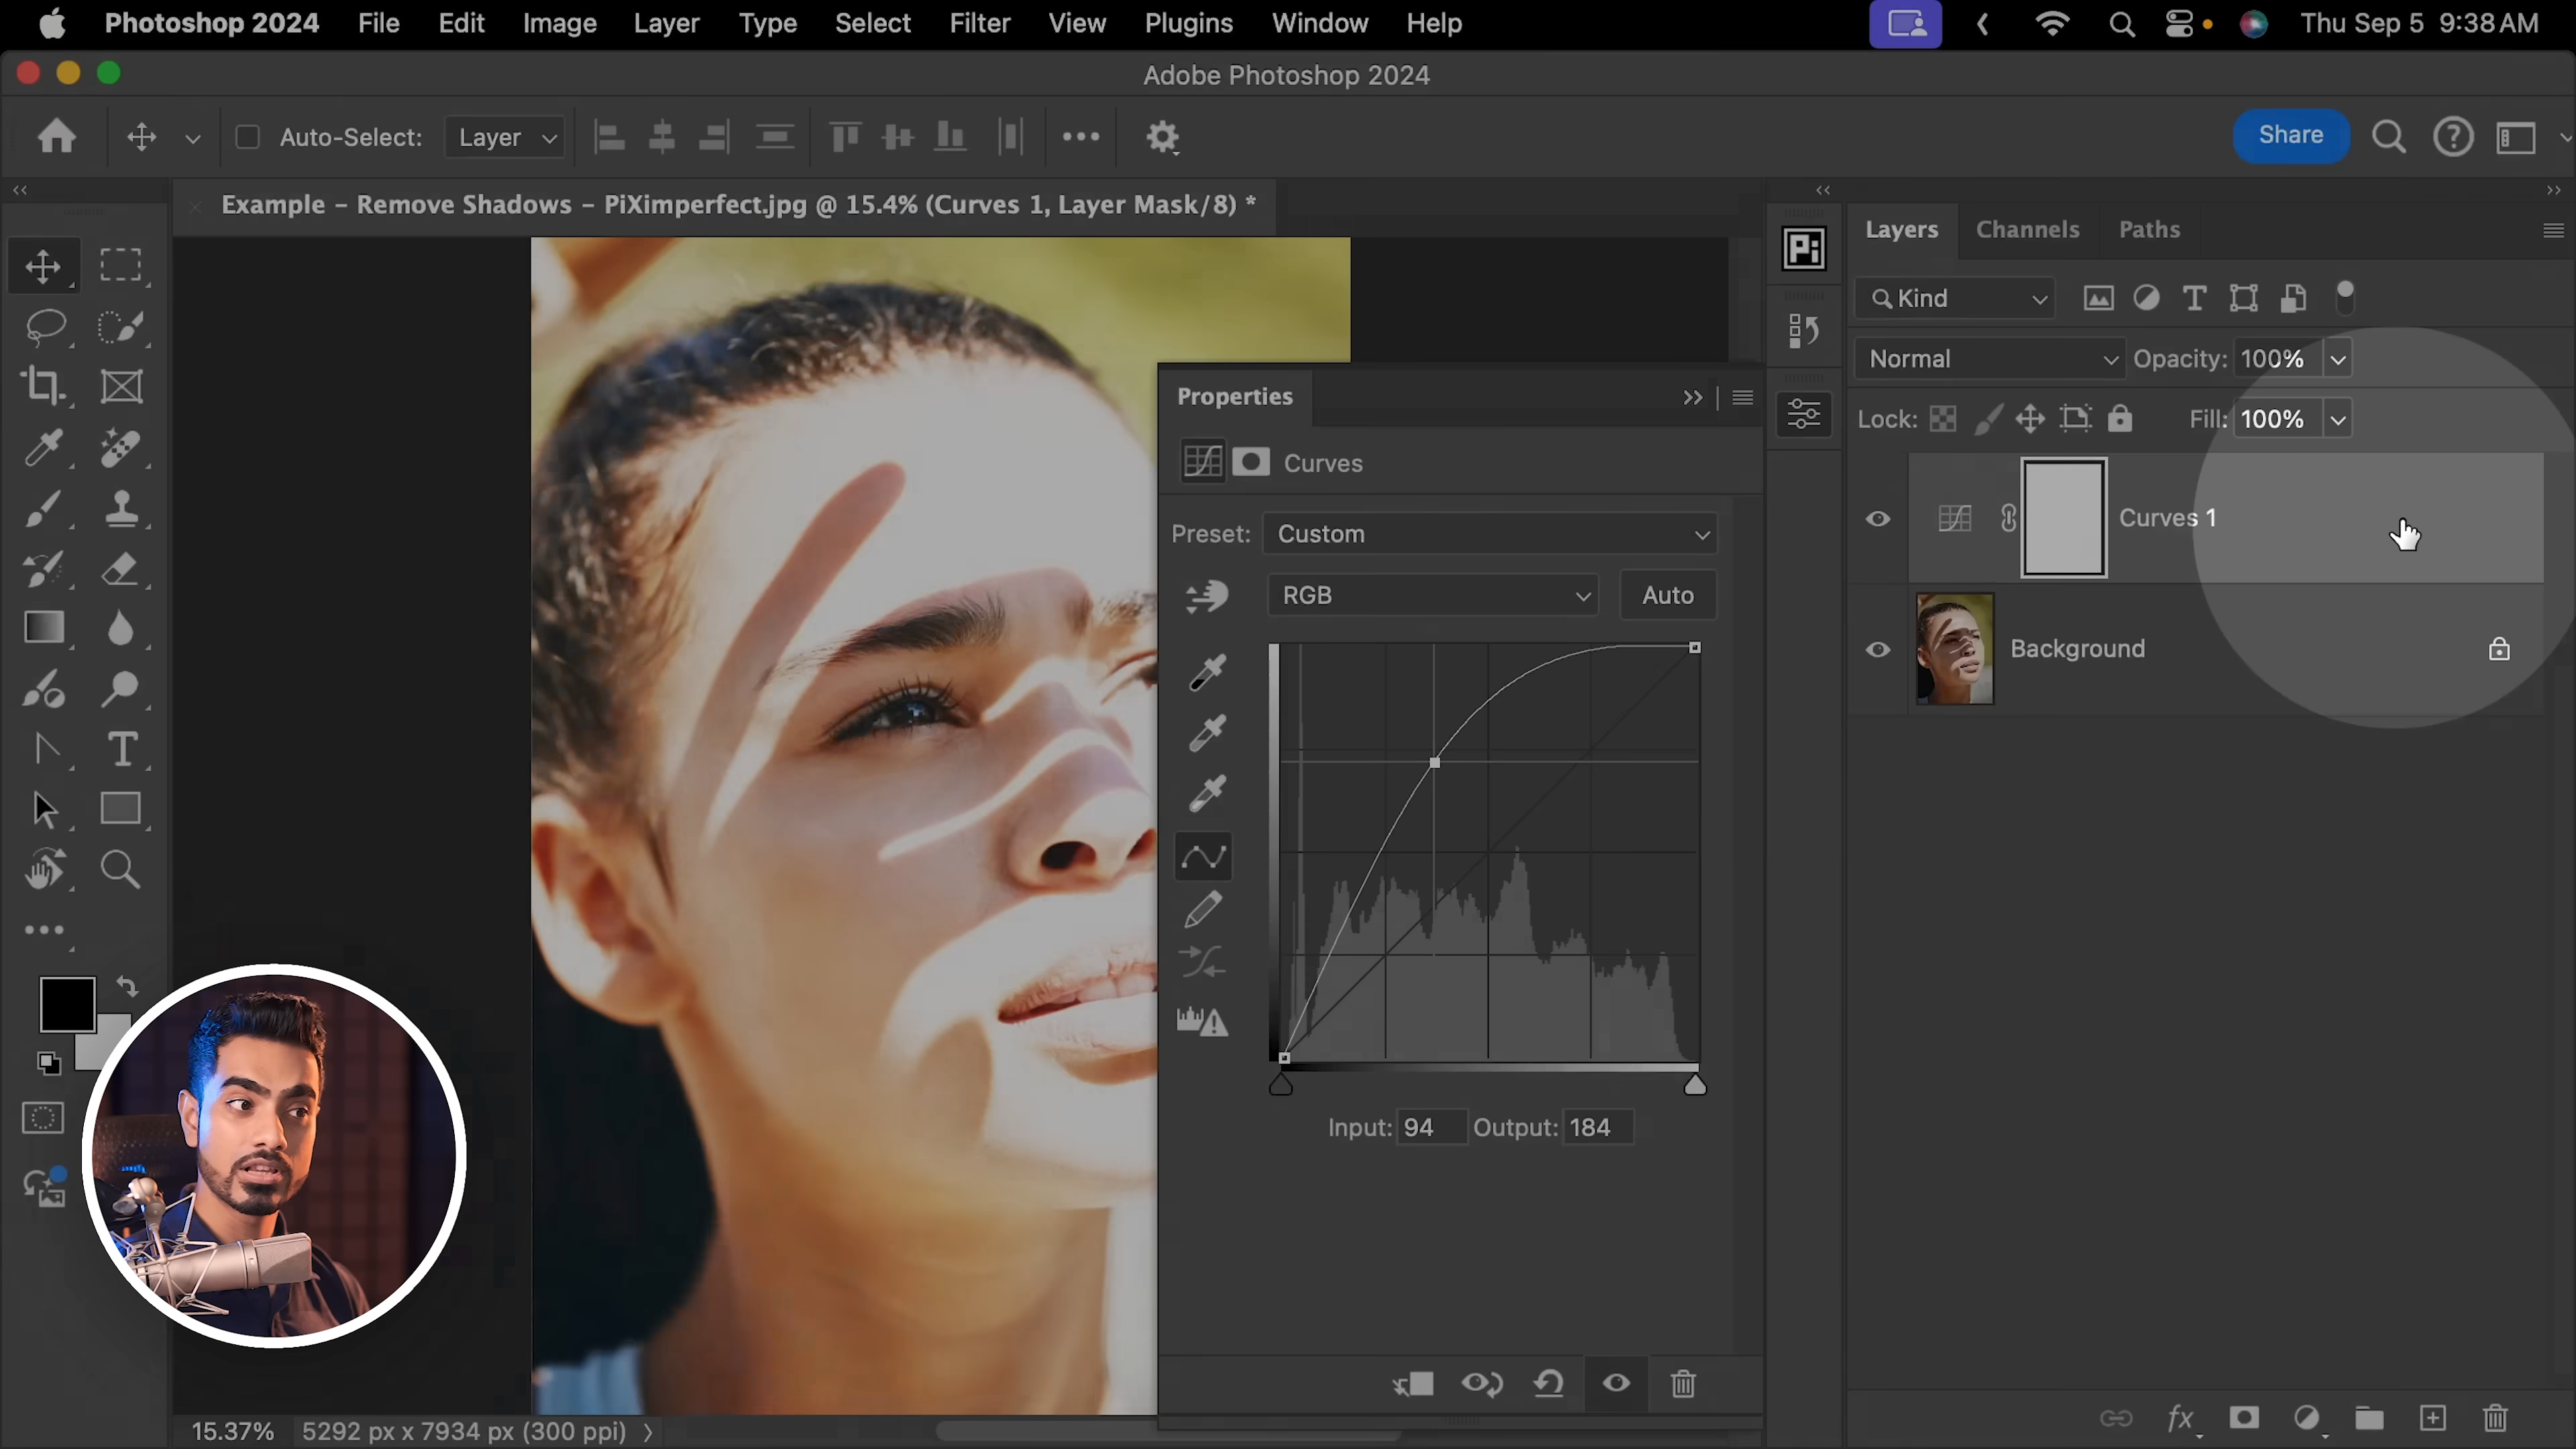 Photoshop 2024 File Edit Image Layer Type Select Filter View Plugins Window Help Thu Sep 5 9:38 AM
Adobe Photoshop 2024
Auto-Select: Layer Share
Example - Remove Shadows - PiXimperfect.jpg @ 15.4% (Curves 1, Layer Mask/8) *
Pi
Layers Channels Paths
Kind
Normal Opacity: 100%
Lock: Fill: 100%
Curves 1
Background
Properties
Curves
Preset: Custom
RGB Auto
Input: 94 Output: 184
T
15.37% 5292 px x 7934 px (300 ppi)
fx